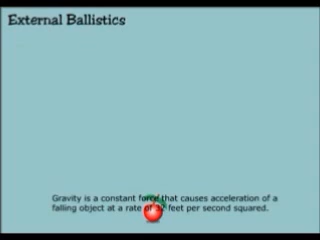 External Ballistics
Gravity is a constant force that causes acceleration of a
falling object at a rate of 32 feet per second squared.